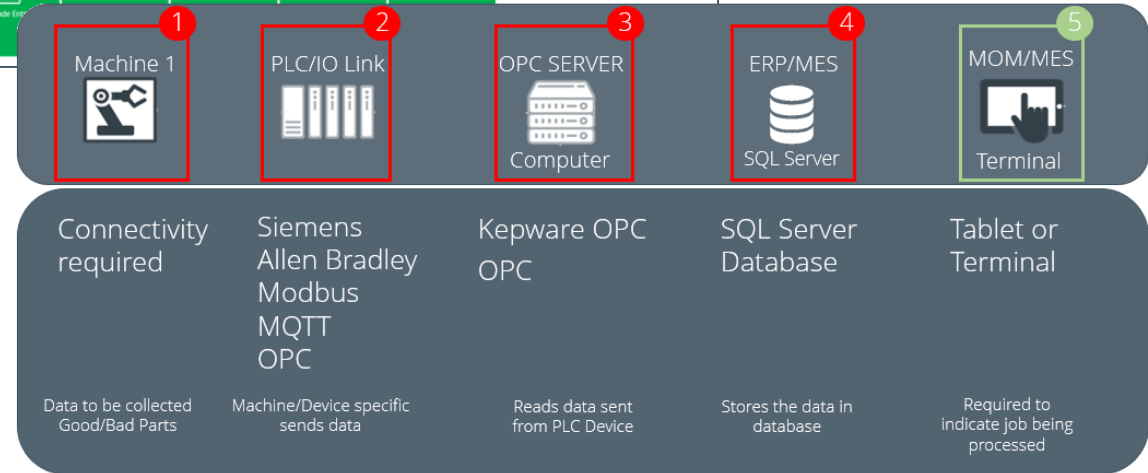 1
2
3
4
5
Machine 1
PLC/IO Link
OPC SERVER
ERP/MES
MOM/MES
Computer
SQL Server
Terminal
Connectivity
required
Siemens
Allen Bradley
Modbus
MQTT
OPC
Kepware OPC
OPC
SQL Server
Database
Tablet or
Terminal
Data to be collected
Good/Bad Parts
Machine/Device specific
sends data
Reads data sent
from PLC Device
Stores the data in
database
Required to
indicate job being
processed